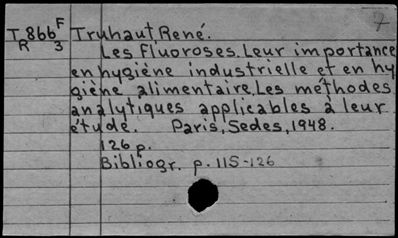 7
T866 F Truhaut René.
R 3
Les Fluoroses. Leur importance
en hygiène industrielle et en hy
giène alimentaire. Les méthodes
analytiques applicables à leur
étude. Paris, Sedes, 1948.
126 p.
Bibliogr. p. 115-126